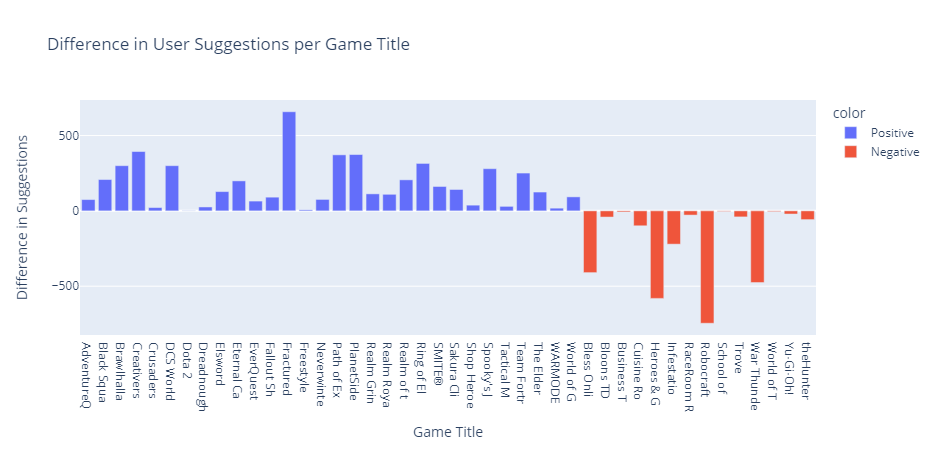 Difference in User Suggestions per Game Title
color
Positive
Negative
Difference in Suggestions
500
0
−500
AdventureQ
Black Squa
Brawlhalla
Creativers
Crusaders
DCS World
Dota 2
Dreadnough
Elsword
Eternal Ca
EverQuest
Fallout Sh
Fractured
Freestyle
Neverwinte
Path of Ex
PlanetSide
Realm Grin
Realm Roya
Realm of t
Ring of El
SMITE®
Sakura Cli
Shop Heroe
Spooky's J
Tactical M
Team Fortr
The Elder
WARMODE
World of G
Bless Onli
Bloons TD
Business T
Cuisine Ro
Heroes & G
Infestatio
RaceRoom R
Robocraft
School of
Trove
War Thunde
World of T
Yu-Gi-Oh!
theHunter
Game Title